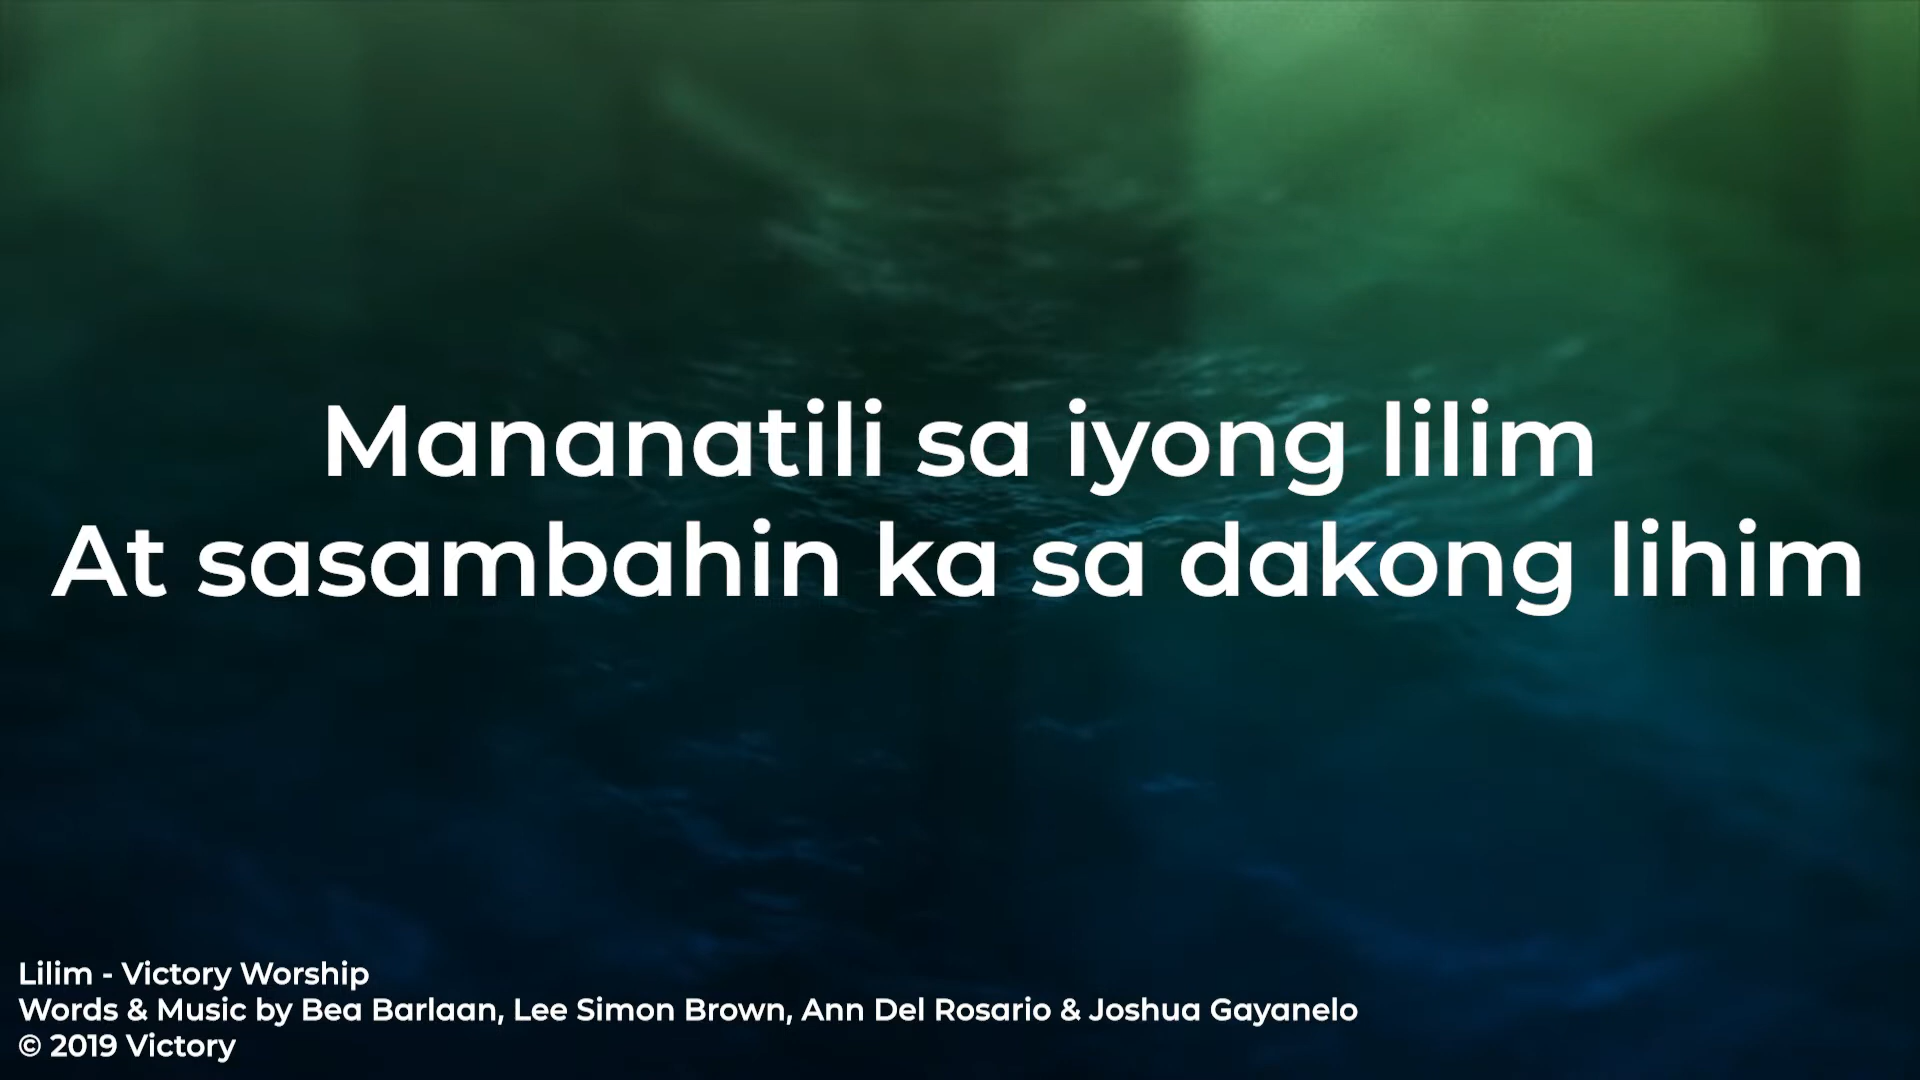 Mananatili sa iyong lilim
At sasambahin ka sa dakong lihim
Lilim - Victory Worship
Words & Music by Bea Barlaan, Lee Simon Brown, Ann Del Rosario & Joshua Gayanelo
© 2019 Victory